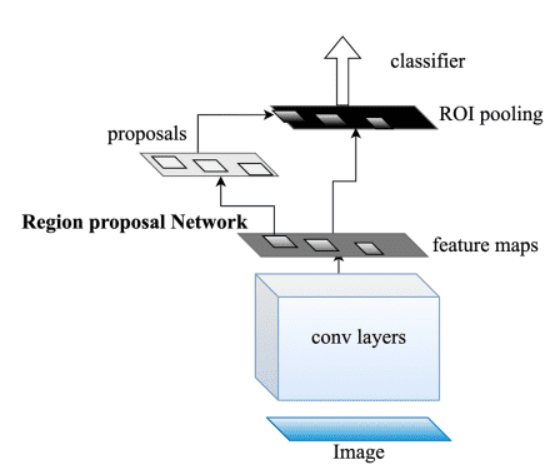 classifier
ROI pooling
proposals
Region proposal Network
feature maps
conv layers
Image